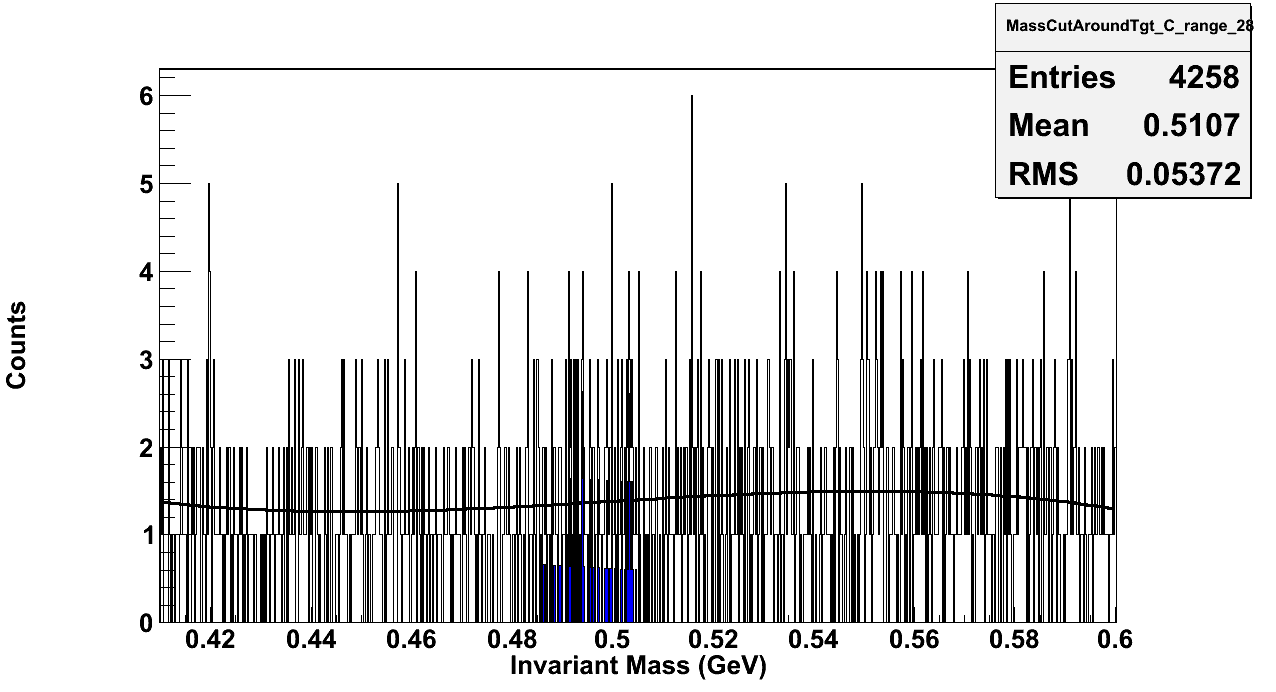 MassCutAroundTgt_C_range_28
Entries 4258
Mean 0.5107
RMS 0.05372
6
5
4
3
2
1
0
Counts
0.42 0.44 0.46 0.48 0.5 0.52 0.54 0.56 0.58 0.6
Invariant Mass (GeV)